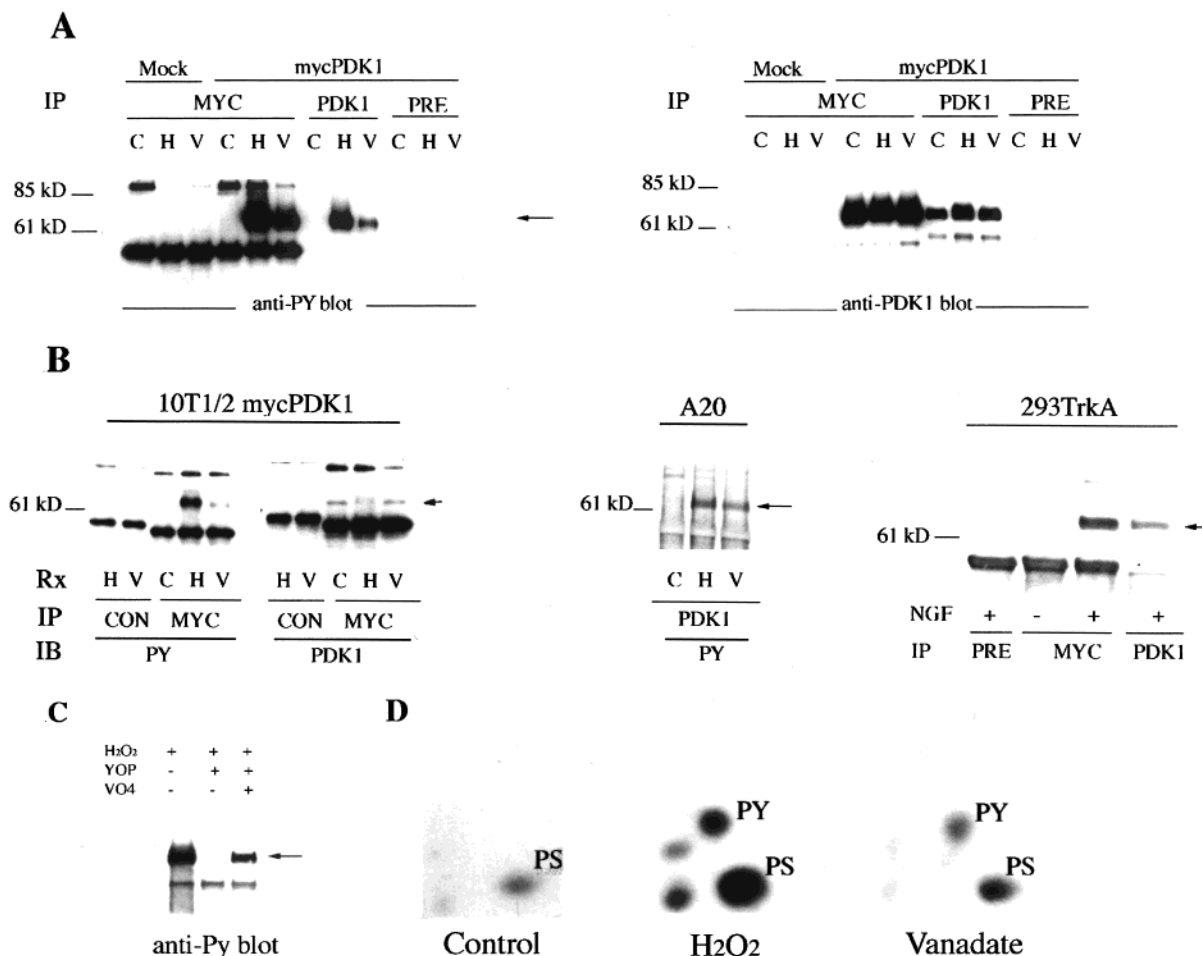 A
Mock mycPDK1
IP MYC PDK1 PRE
C H V C H V C H V C H V
85 kD
61 kD
anti-PY blot
Mock mycPDK1
MYC PDK1 PRE
C H V C H V C H V C H V
85 kD
61 kD
anti-PDK1 blot
B
10T1/2 mycPDK1
61 kD
Rx H V C H V H V C H V
IP CON MYC CON MYC
IB PY PDK1
A20
61 kD
C H V
PDK1
PY
293TrkA
61 kD
NGF + - + +
IP PRE MYC PDK1
C
H2O2 + + +
YOP - + +
VO4 - - +
anti-Py blot
D
PS
Control
PY
PS
H2O2
PY
PS
Vanadate